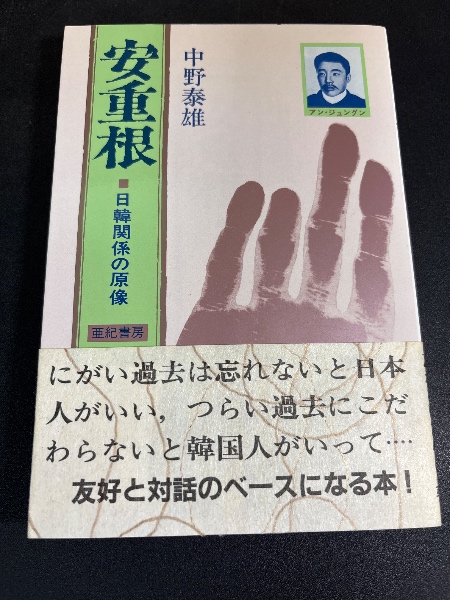 安重根
■日韓関係の原像
亜紀書房
中野泰雄
アン・ジュングン
にがい過去は忘れないと日本
人がいい，つらい過去にこだ
わらないと韓国人がいって‥‥
友好と対話のベースになる本！